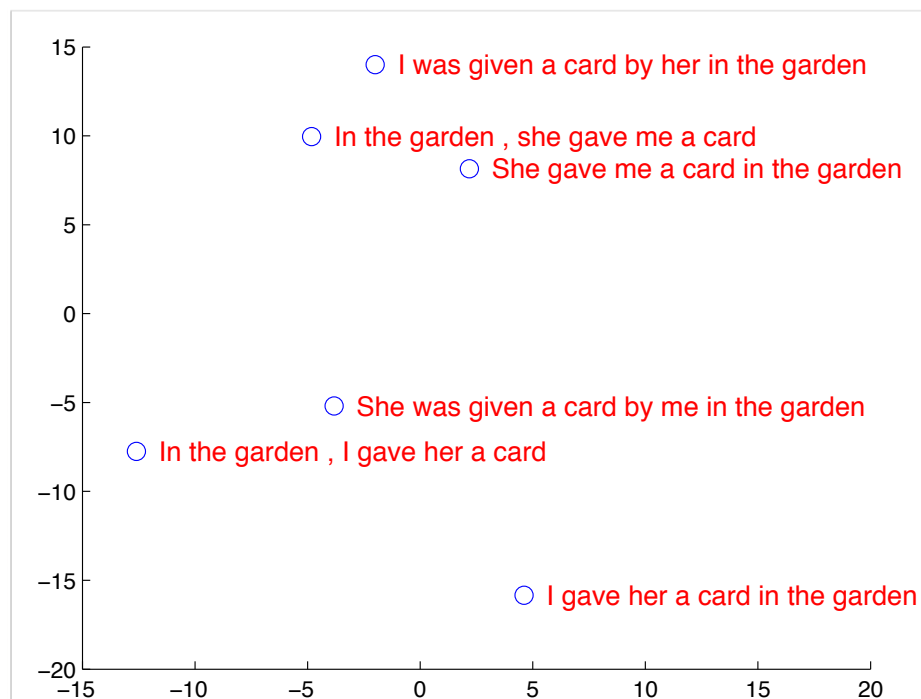 15
I was given a card by her in the garden
10
In the garden , she gave me a card
She gave me a card in the garden
5
0
−5
She was given a card by me in the garden
In the garden , I gave her a card
−10
−15
I gave her a card in the garden
−20
−15 −10 −5 0 5 10 15 20